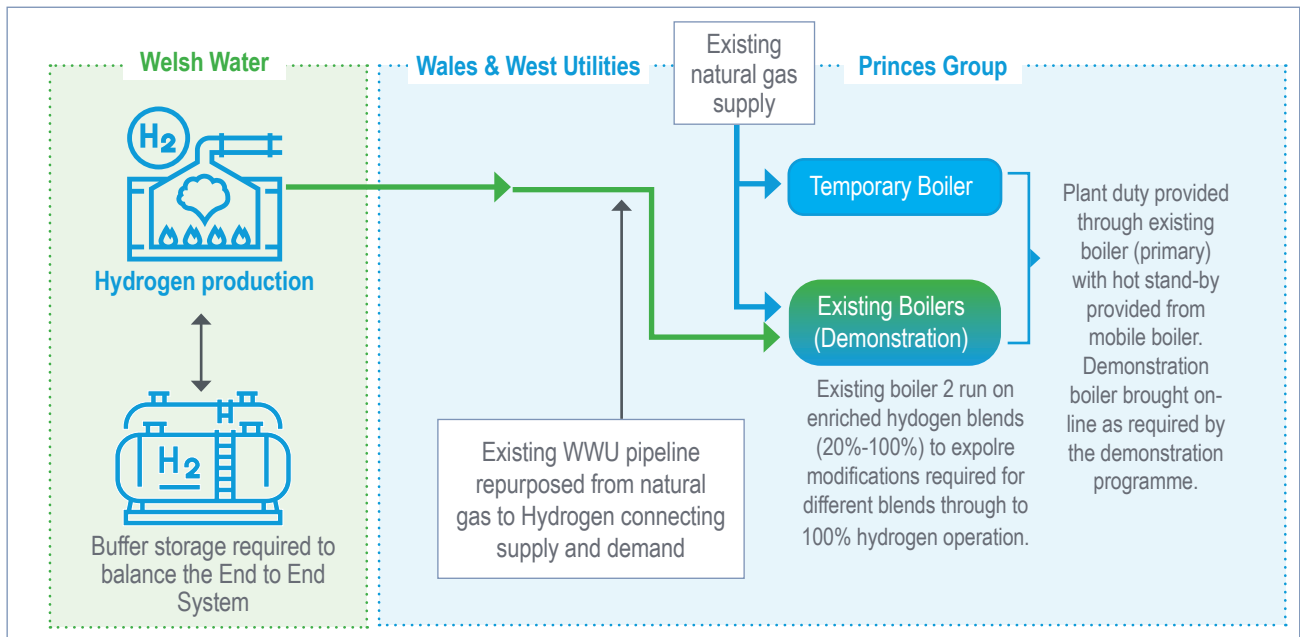 Welsh Water
H2
Hydrogen production
H2
Buffer storage required to
balance the End to End
System
Wales & West Utilities
Existing WWU pipeline
repurposed from natural
gas to Hydrogen connecting
supply and demand
Existing
natural gas
supply
Princes Group
Temporary Boiler
Existing Boilers
(Demonstration)
Existing boiler 2 run on
enriched hydogen blends
(20%-100%) to expolre
modifications required for
different blends through to
100% hydrogen operation.
Plant duty provided
through existing
boiler (primary)
with hot stand-by
provided from
mobile boiler.
Demonstration
boiler brought on-
line as required by
the demonstration
programme.